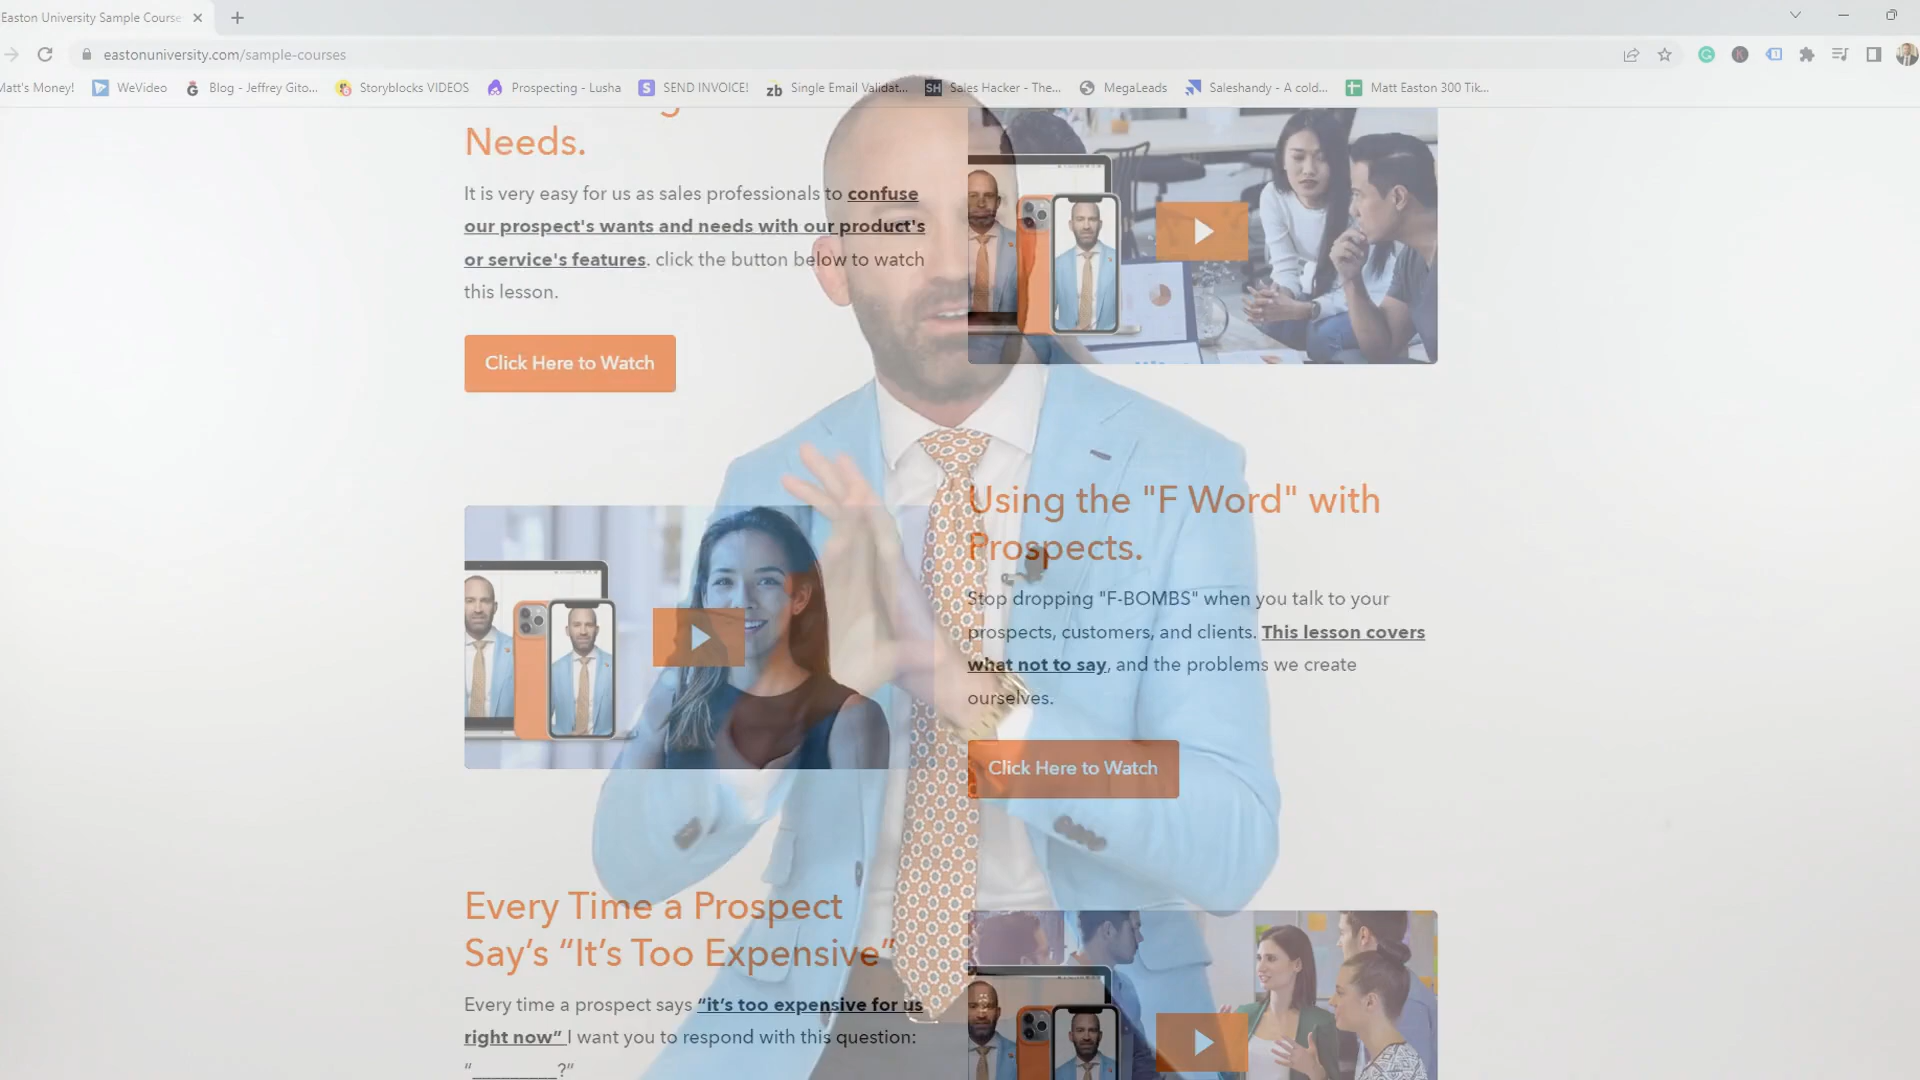 Easton University Sample Course
eastonuniversity.com/sample-courses
Matt's Money!
WeVideo
Blog - Jeffrey Gito...
Storyblocks VIDEOS
Prospecting - Lusha
SEND INVOICE!
Single Email Validat...
Sales Hacker - The...
MegaLeads
Saleshandy - A cold...
Matt Easton 300 Tik...
Needs.
It is very easy for us as sales professionals to confuse
our prospect's wants and needs with our product's
or service's features. click the button below to watch
this lesson.
Click Here to Watch
Using the "F Word" with
Prospects.
Stop dropping "F-BOMBS" when you talk to your
prospects, customers, and clients. This lesson covers
what not to say, and the problems we create
ourselves.
Click Here to Watch
Every Time a Prospect
Say’s “It’s Too Expensive”
Every time a prospect says “it’s too expensive for us
right now” I want you to respond with this question:
“__________?”